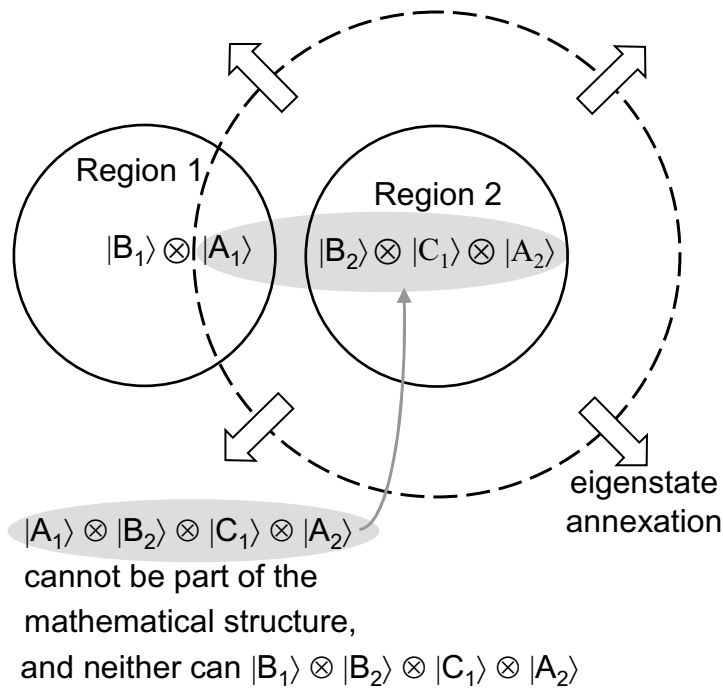 Region 1
Region 2
|B₁⟩ ⊗ |A₁⟩
|B₂⟩ ⊗ |C₁⟩ ⊗ |A₂⟩
eigenstate
annexation
|A₁⟩ ⊗ |B₂⟩ ⊗ |C₁⟩ ⊗ |A₂⟩
cannot be part of the
mathematical structure,
and neither can |B₁⟩ ⊗ |B₂⟩ ⊗ |C₁⟩ ⊗ |A₂⟩